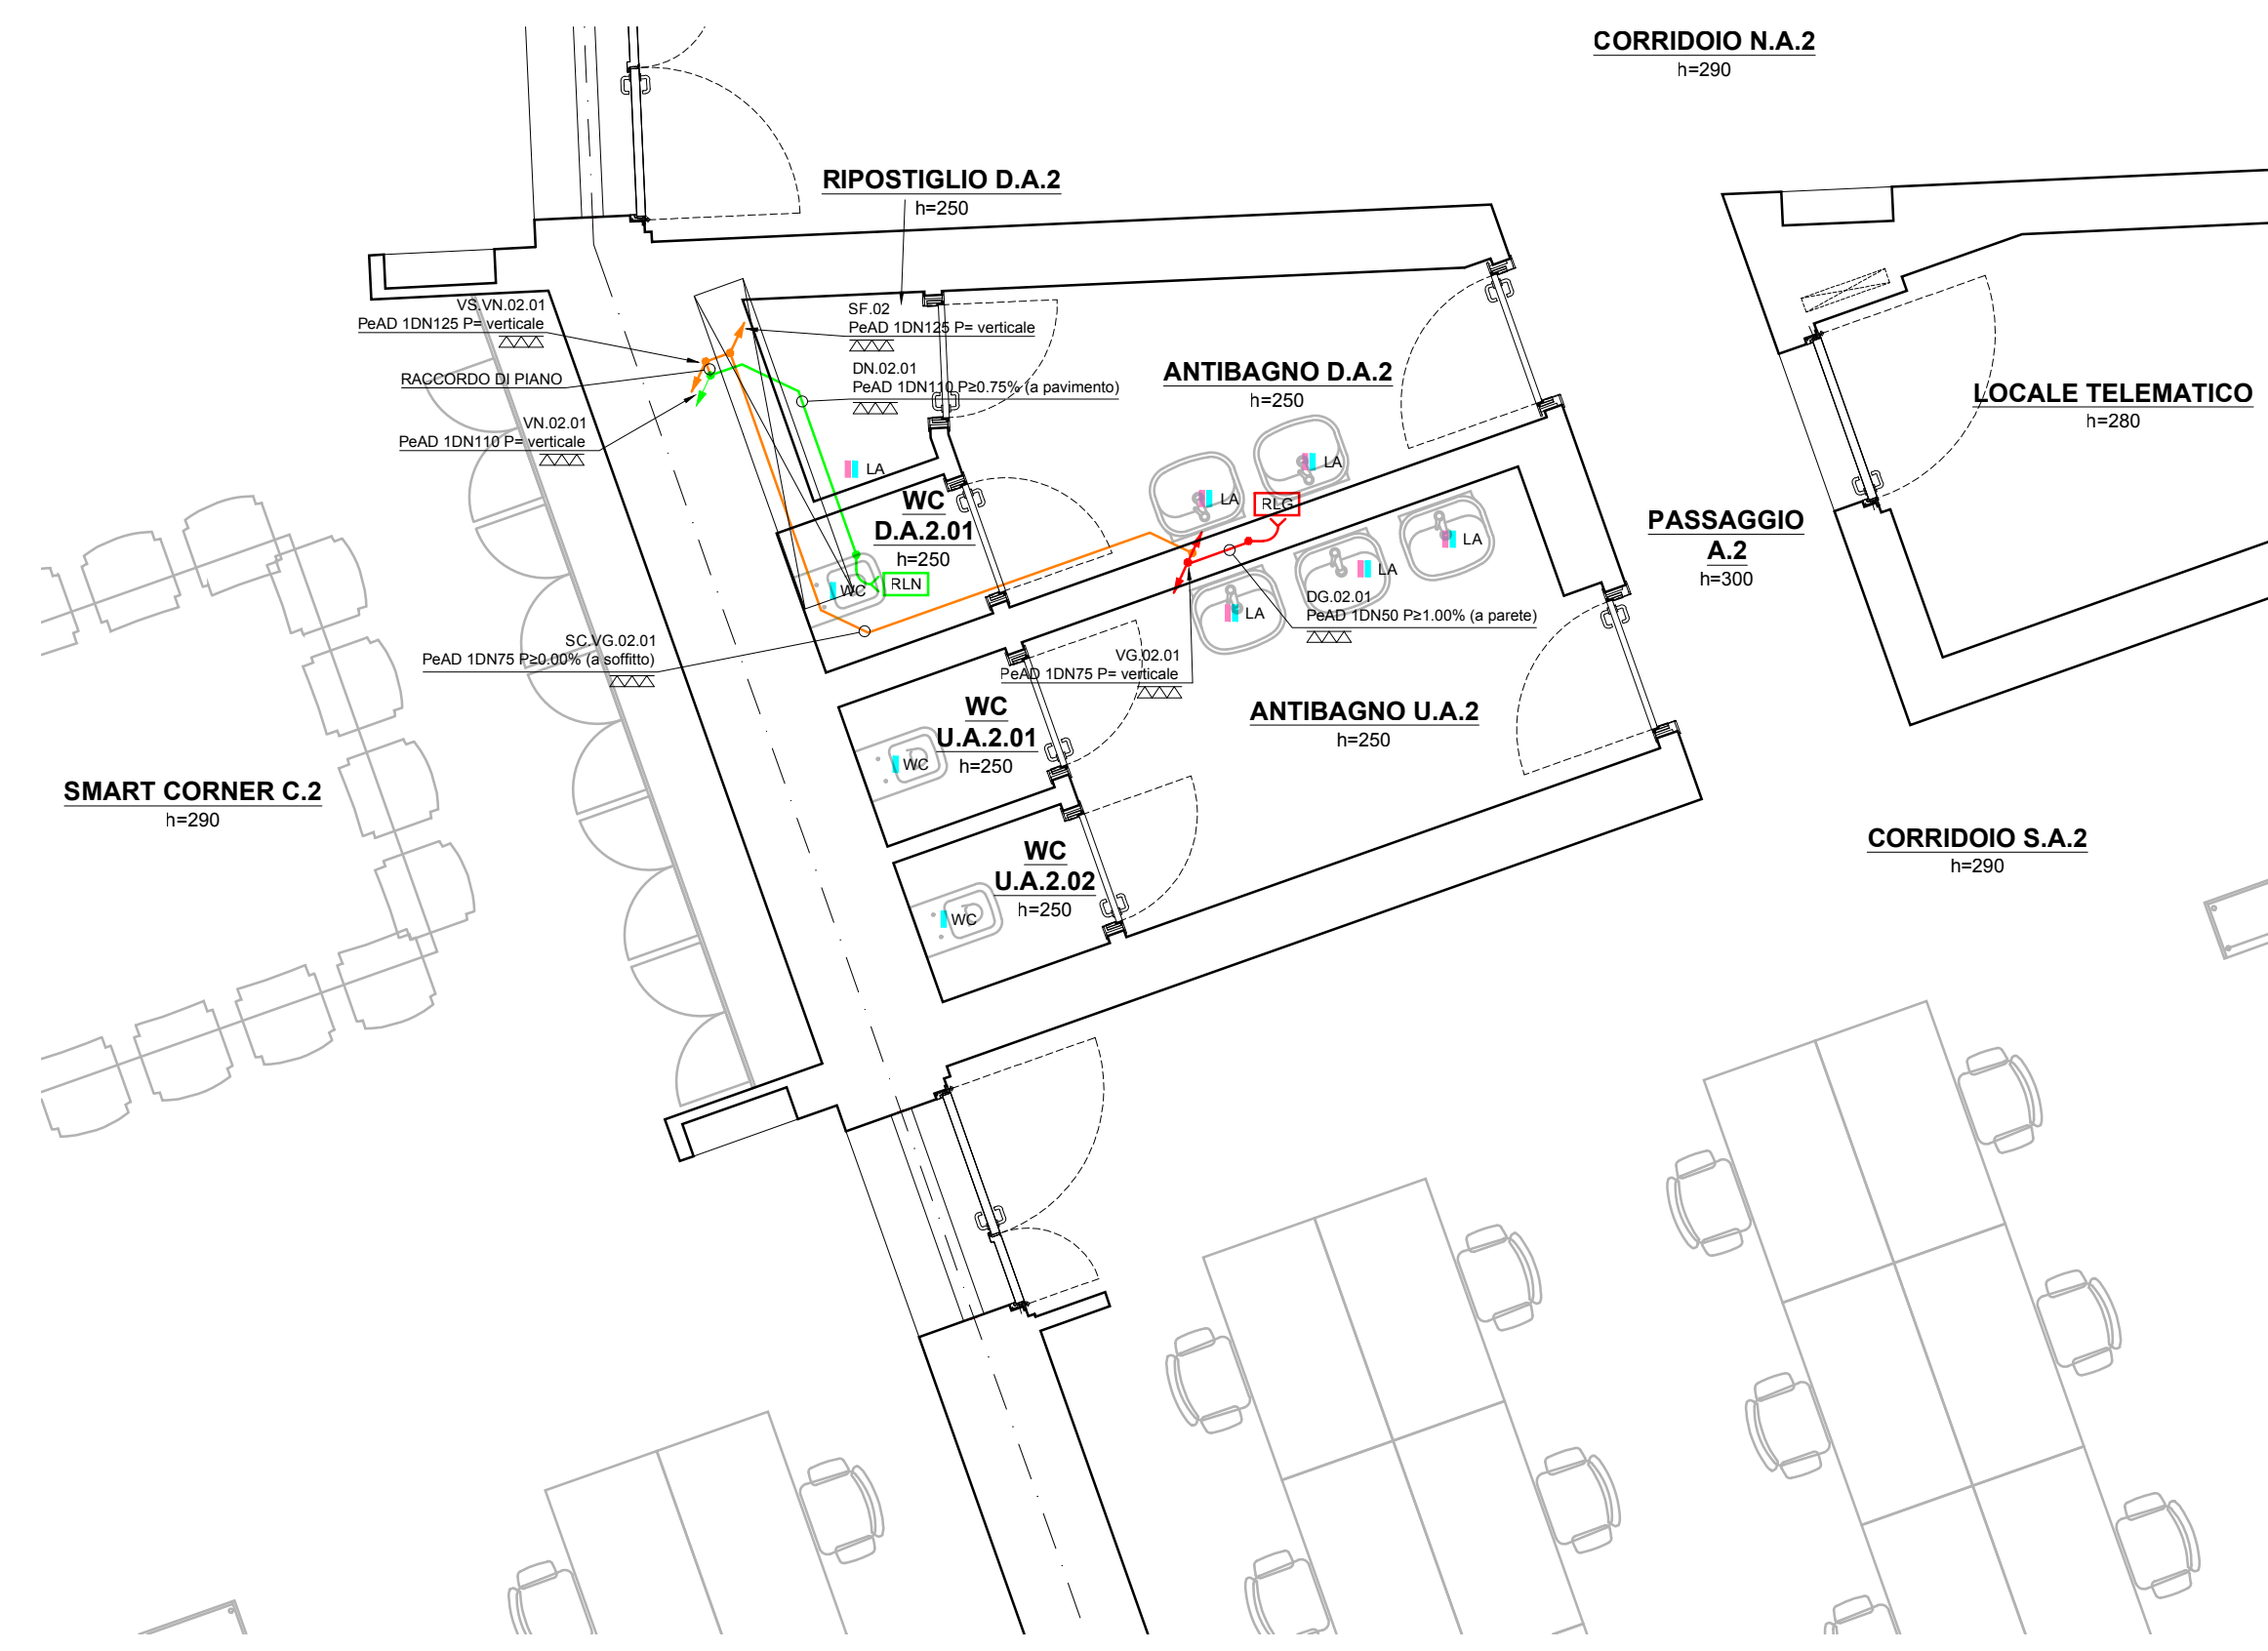 CORRIDOIO N.A.2
h=290
RIPOSTIGLIO D.A.2
h=250
VS.VN.02.01
PeAD 1DN125 P= verticale
SF.02
PeAD 1DN125 P= verticale
RACCORDO DI PIANO
DN.02.01
PeAD 1DN110 P≥0.75% (a pavimento)
VN.02.01
PeAD 1DN110 P= verticale
ANTIBAGNO D.A.2
h=250
LOCALE TELEMATICO
h=280
LA
LA
LA
RLG
WC
D.A.2.01
h=250
WC
RLN
LA
LA
LA
PASSAGGIO
A.2
h=300
DG.02.01
PeAD 1DN50 P≥1.00% (a parete)
SC.VG.02.01
PeAD 1DN75 P≥0.00% (a soffitto)
VG.02.01
PeAD 1DN75 P= verticale
WC
U.A.2.01
h=250
WC
ANTIBAGNO U.A.2
h=250
SMART CORNER C.2
h=290
WC
U.A.2.02
h=250
WC
CORRIDOIO S.A.2
h=290